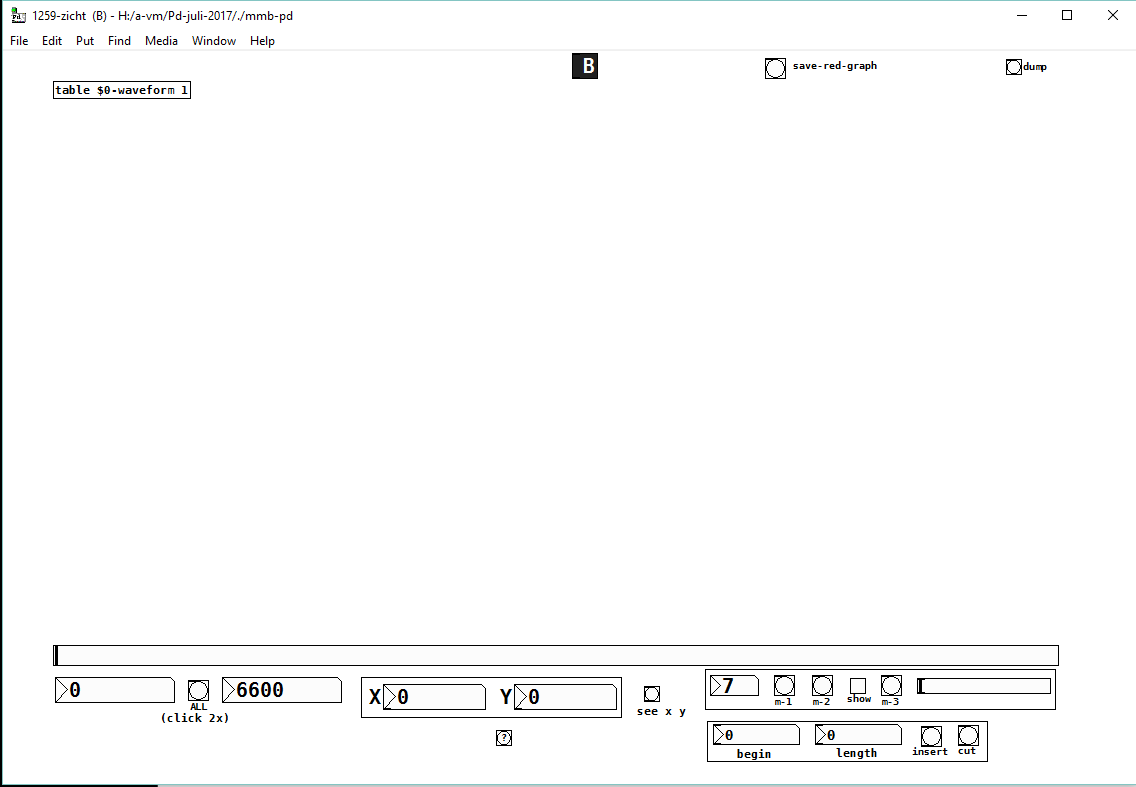 1259-zicht (B) - H:/a-vm/Pd-juli-2017/./mmb-pd
File Edit Put Find Media Window Help
B
save-red-graph
dump
table $0-waveform 1
0
ALL
(click 2x)
6600
X 0 Y 0
see x y
?
7
m-1 m-2 show m-3
0 0
begin length insert cut